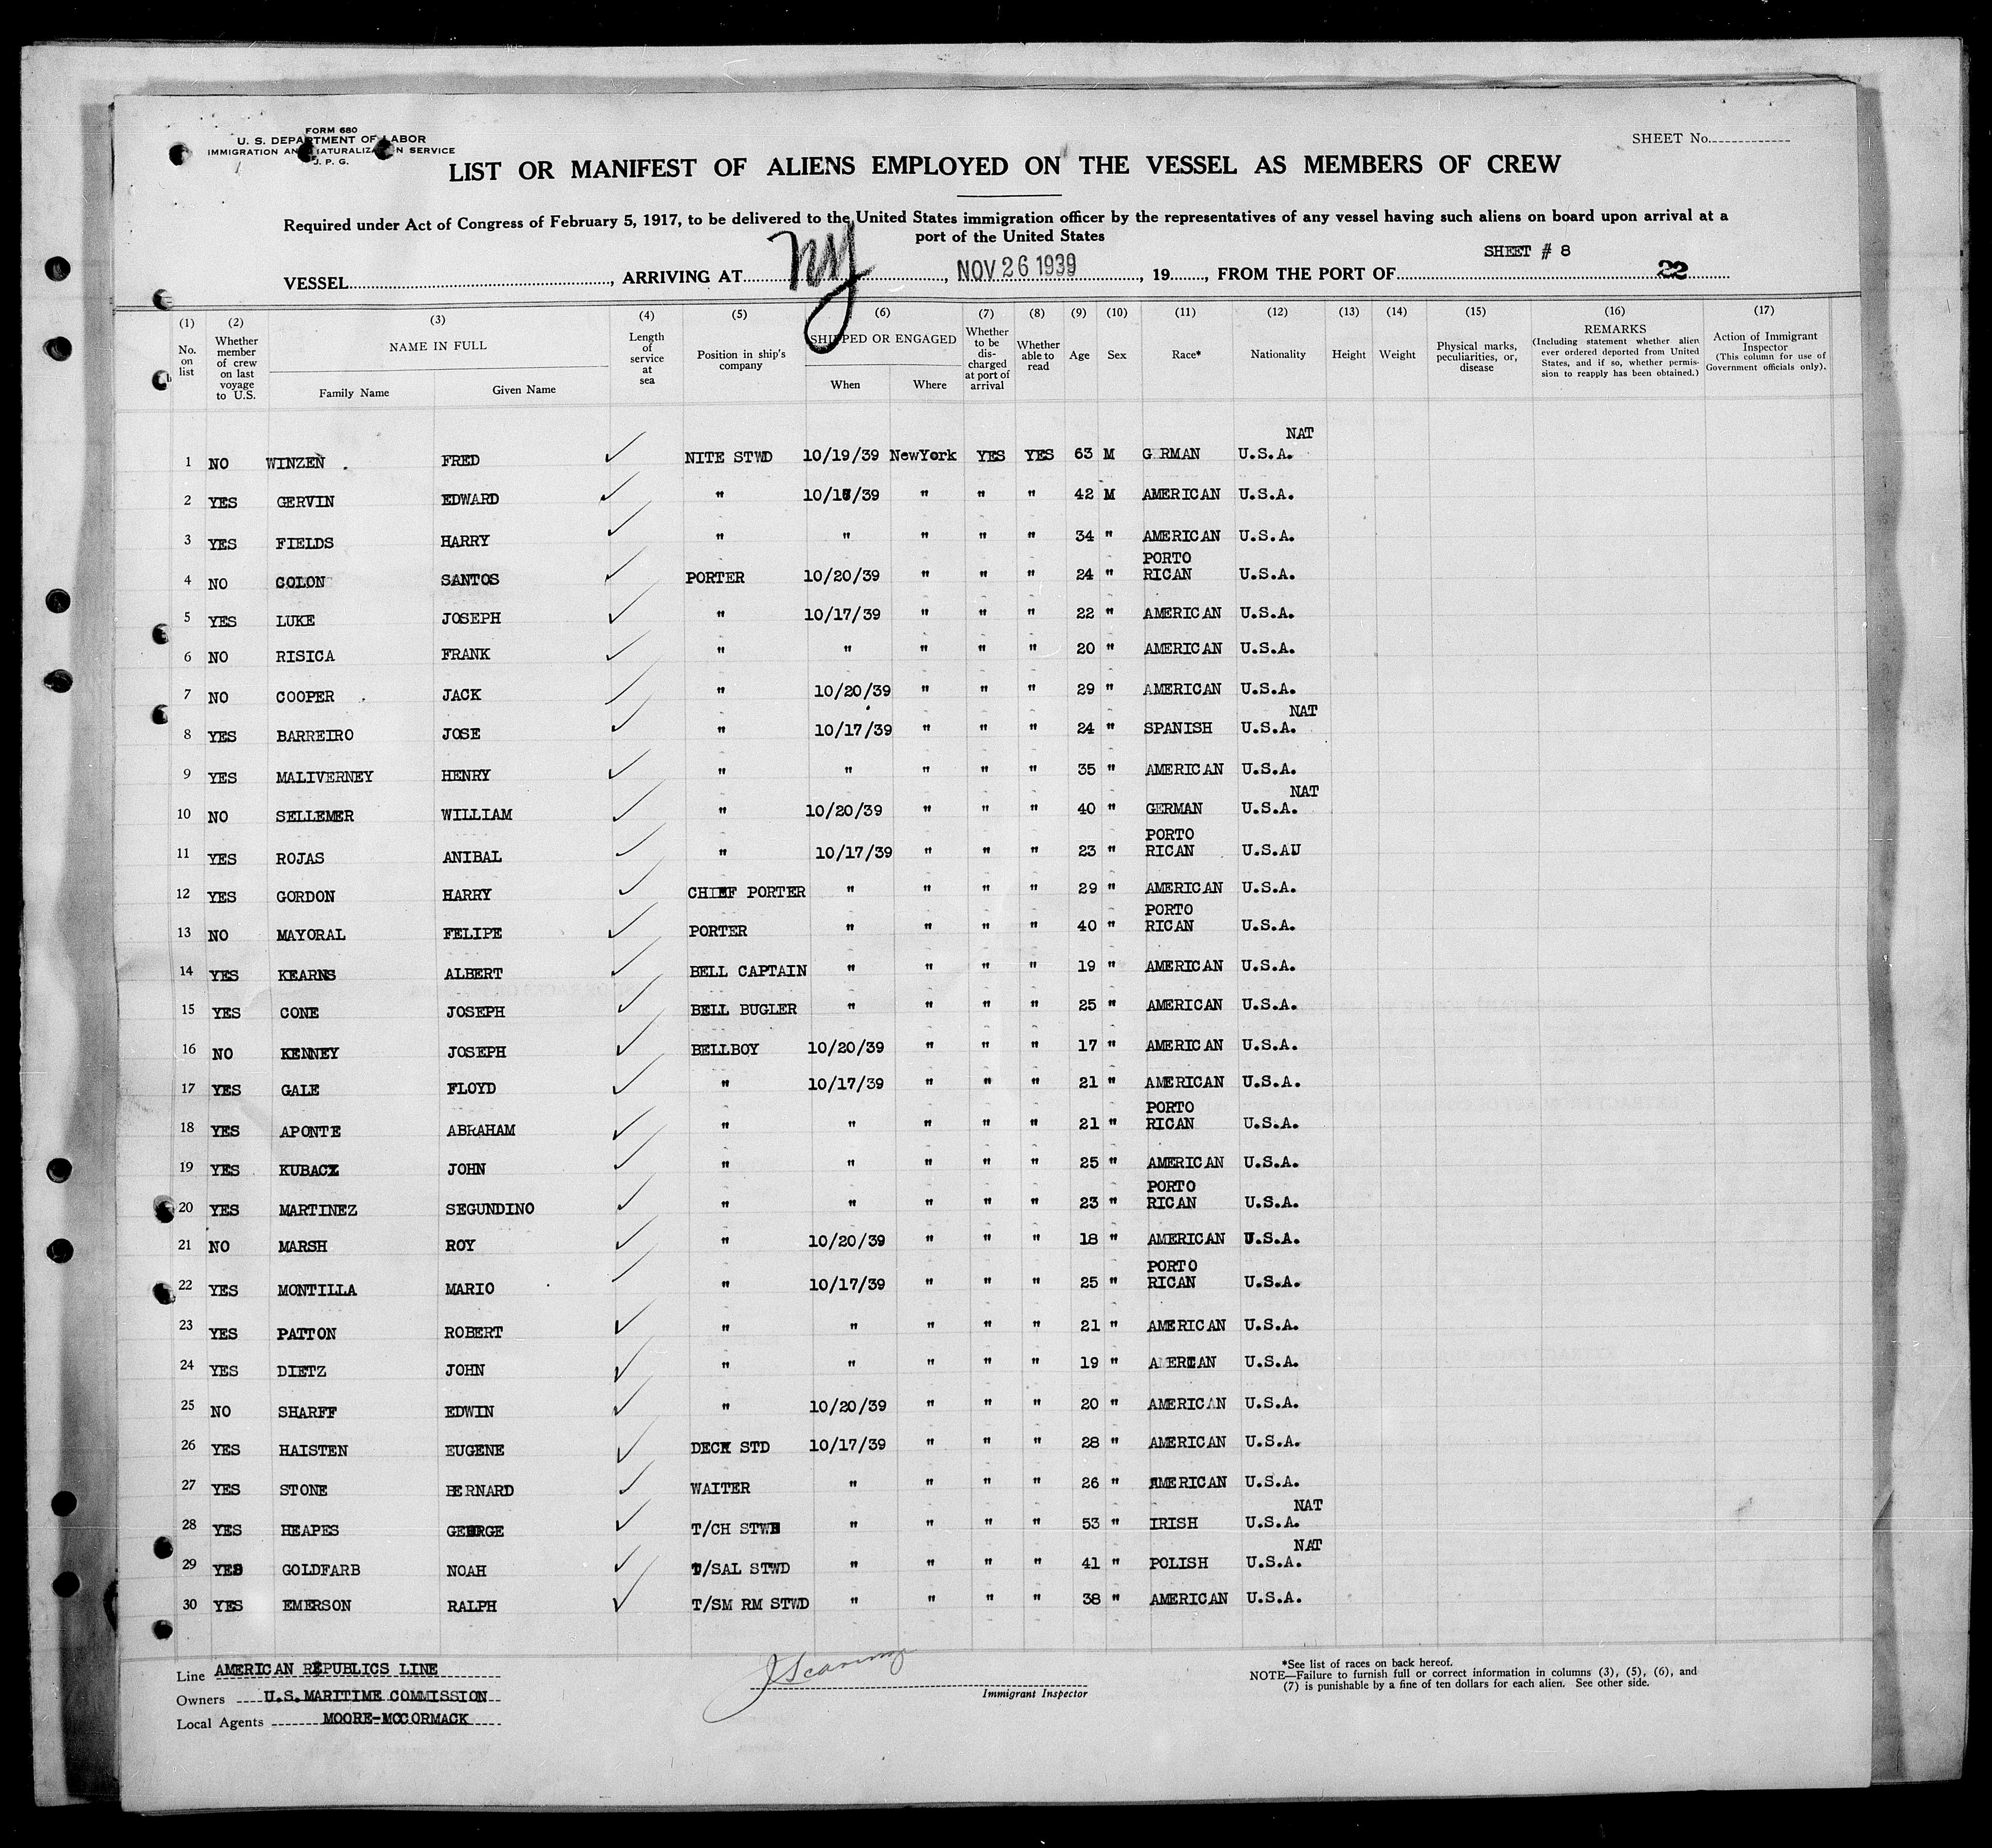 FORM 680
U. S. DEPARTMENT OF LABOR
IMMIGRATION AND NATURALIZATION SERVICE
J. P. G.
SHEET No.
LIST OR MANIFEST OF ALIENS EMPLOYED ON THE VESSEL AS MEMBERS OF CREW
Required under Act of Congress of February 5, 1917, to be delivered to the United States immigration officer by the representatives of any vessel having such aliens on board upon arrival at a
port of the United States
SHEET # 8
VESSEL, ARRIVING AT NY, NOV 26 1939, 19, FROM THE PORT OF 22
(1) (2) (3) (4) (5) (6) (7) (8) (9) (10) (11) (12) (13) (14) (15) (16) (17)
No. on list
Whether member of crew on last voyage to U.S.
NAME IN FULL
Family Name
Given Name
Length of service at sea
Position in ship's company
SHIPPED OR ENGAGED
When
Where
Whether to be discharged at port of arrival
Whether able to read
Age
Sex
Race*
Nationality
Height
Weight
Physical marks, peculiarities, or, disease
REMARKS
(Including statement whether alien ever ordered deported from United States, and if so, whether permission to reapply has been obtained.)
Action of Immigrant Inspector
(This column for use of Government officials only).
NAT
1 NO WINZEN . FRED NITE STWD 10/19/39 NewYork YES YES 63 M G RMAN U.S.A.
2 YES GERVIN EDWARD " 10/18/39 " " " 42 M AMERICAN U.S.A.
3 YES FIELDS HARRY " " " " " 34 " AMERICAN U.S.A.
4 NO COLON SANTOS PORTER 10/20/39 " " " 24 " PORTO RICAN U.S.A.
5 YES LUKE JOSEPH " 10/17/39 " " " 22 " AMERICAN U.S.A.
6 NO RISICA FRANK " " " " " 20 " AMERICAN U.S.A.
7 NO COOPER . JACK " 10/20/39 " " " 29 " AMERICAN U.S.A.
NAT
8 YES BARREIRO JOSE " 10/17/39 " " " 24 " SPANISH U.S.A.
9 YES MALIVERNEY HENRY " " " " " 35 " AMERICAN U.S.A.
NAT
10 NO SELLEMER WILLIAM " 10/20/39 " " " 40 " GERMAN U.S.A.
11 YES ROJAS ANIBAL " 10/17/39 " " " 23 " PORTO RICAN U.S.AU
12 YES GORDON HARRY CHIEF PORTER " " " " 29 " AMERICAN U.S.A.
13 NO MAYORAL FELIPE PORTER " " " " 40 " PORTO RICAN U.S.A.
14 YES KEARNS ALBERT BELL CAPTAIN " " " " 19 " AMERICAN U.S.A.
15 YES CONE JOSEPH BELL BUGLER " " " " 25 " AMERICAN U.S.A.
16 NO KENNEY JOSEPH BELLBOY 10/20/39 " " " 17 " AMERICAN U.S.A.
17 YES GALE FLOYD " 10/17/39 " " " 21 " AMERICAN U.S.A.
18 YES APONTE ABRAHAM " " " " " 21 " PORTO RICAN U.S.A.
19 YES KUBACZ JOHN " " " " " 25 " AMERICAN U.S.A.
20 YES MARTINEZ SEGUNDINO " " " " " 23 " PORTO RICAN U.S.A.
21 NO MARSH ROY " 10/20/39 " " " 18 " AMERICAN U.S.A.
22 YES MONTILLA MARIO " 10/17/39 " " " 25 " PORTO RICAN U.S.A.
23 YES PATTON ROBERT " " " " " 21 " AMERICAN U.S.A.
24 YES DIETZ JOHN " " " " " 19 " A ERICAN U.S.A.
25 NO SHARFF EDWIN " 10/20/39 " " " 20 " AMERICAN U.S.A.
26 YES HAISTEN EUGENE DECK STD 10/17/39 " " " 28 " AMERICAN U.S.A.
27 YES STONE BERNARD WAITER " " " " 26 " AMERICAN U.S.A.
NAT
28 YES HEAPES GEORGE T/CH STWD " " " " 53 " IRISH U.S.A.
NAT
29 YES GOLDFARB NOAH T/SAL STWD " " " " 41 " POLISH U.S.A.
30 YES EMERSON RALPH T/SM RM STWD " " " " 38 " AMERICAN U.S.A.
Line AMERICAN REPUBLICS LINE
Owners U.S.MARITIME COMMISSION
Local Agents MOORE-MCCORMACK
Immigrant Inspector
*See list of races on back hereof.
NOTE—Failure to furnish full or correct information in columns (3), (5), (6), and
(7) is punishable by a fine of ten dollars for each alien. See other side.